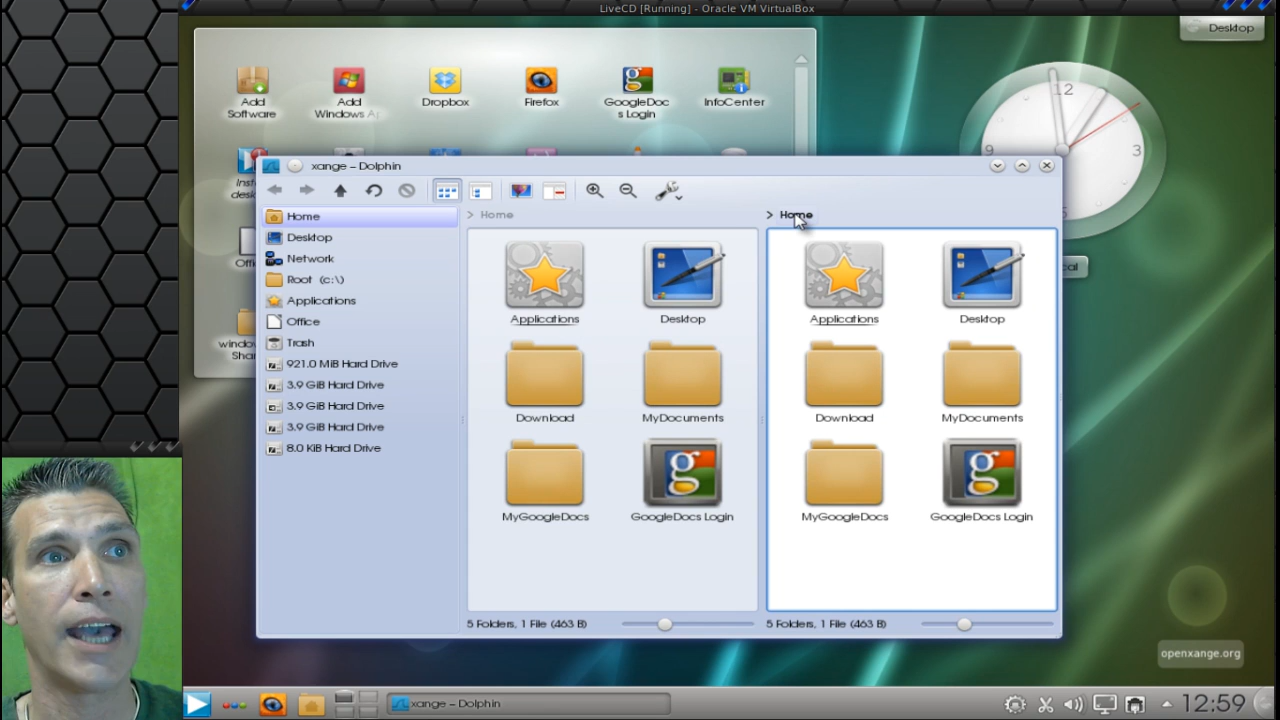 LiveCD [Running] - Oracle VM VirtualBox
Desktop
Add Software
Add Windows
Dropbox
Firefox
GoogleDoc
s Login
InfoCenter
12
9
3
xange – Dolphin
Home
Desktop
Network
Root (c:\)
Applications
Office
Trash
921.0 MiB Hard Drive
3.9 GiB Hard Drive
3.9 GiB Hard Drive
3.9 GiB Hard Drive
8.0 KiB Hard Drive
> Home
Applications
Desktop
Download
MyDocuments
MyGoogleDocs
GoogleDocs Login
5 Folders, 1 File (463 B)
> Home
Applications
Desktop
Download
MyDocuments
MyGoogleDocs
GoogleDocs Login
5 Folders, 1 File (463 B)
openxange.org
xange – Dolphin
12:59